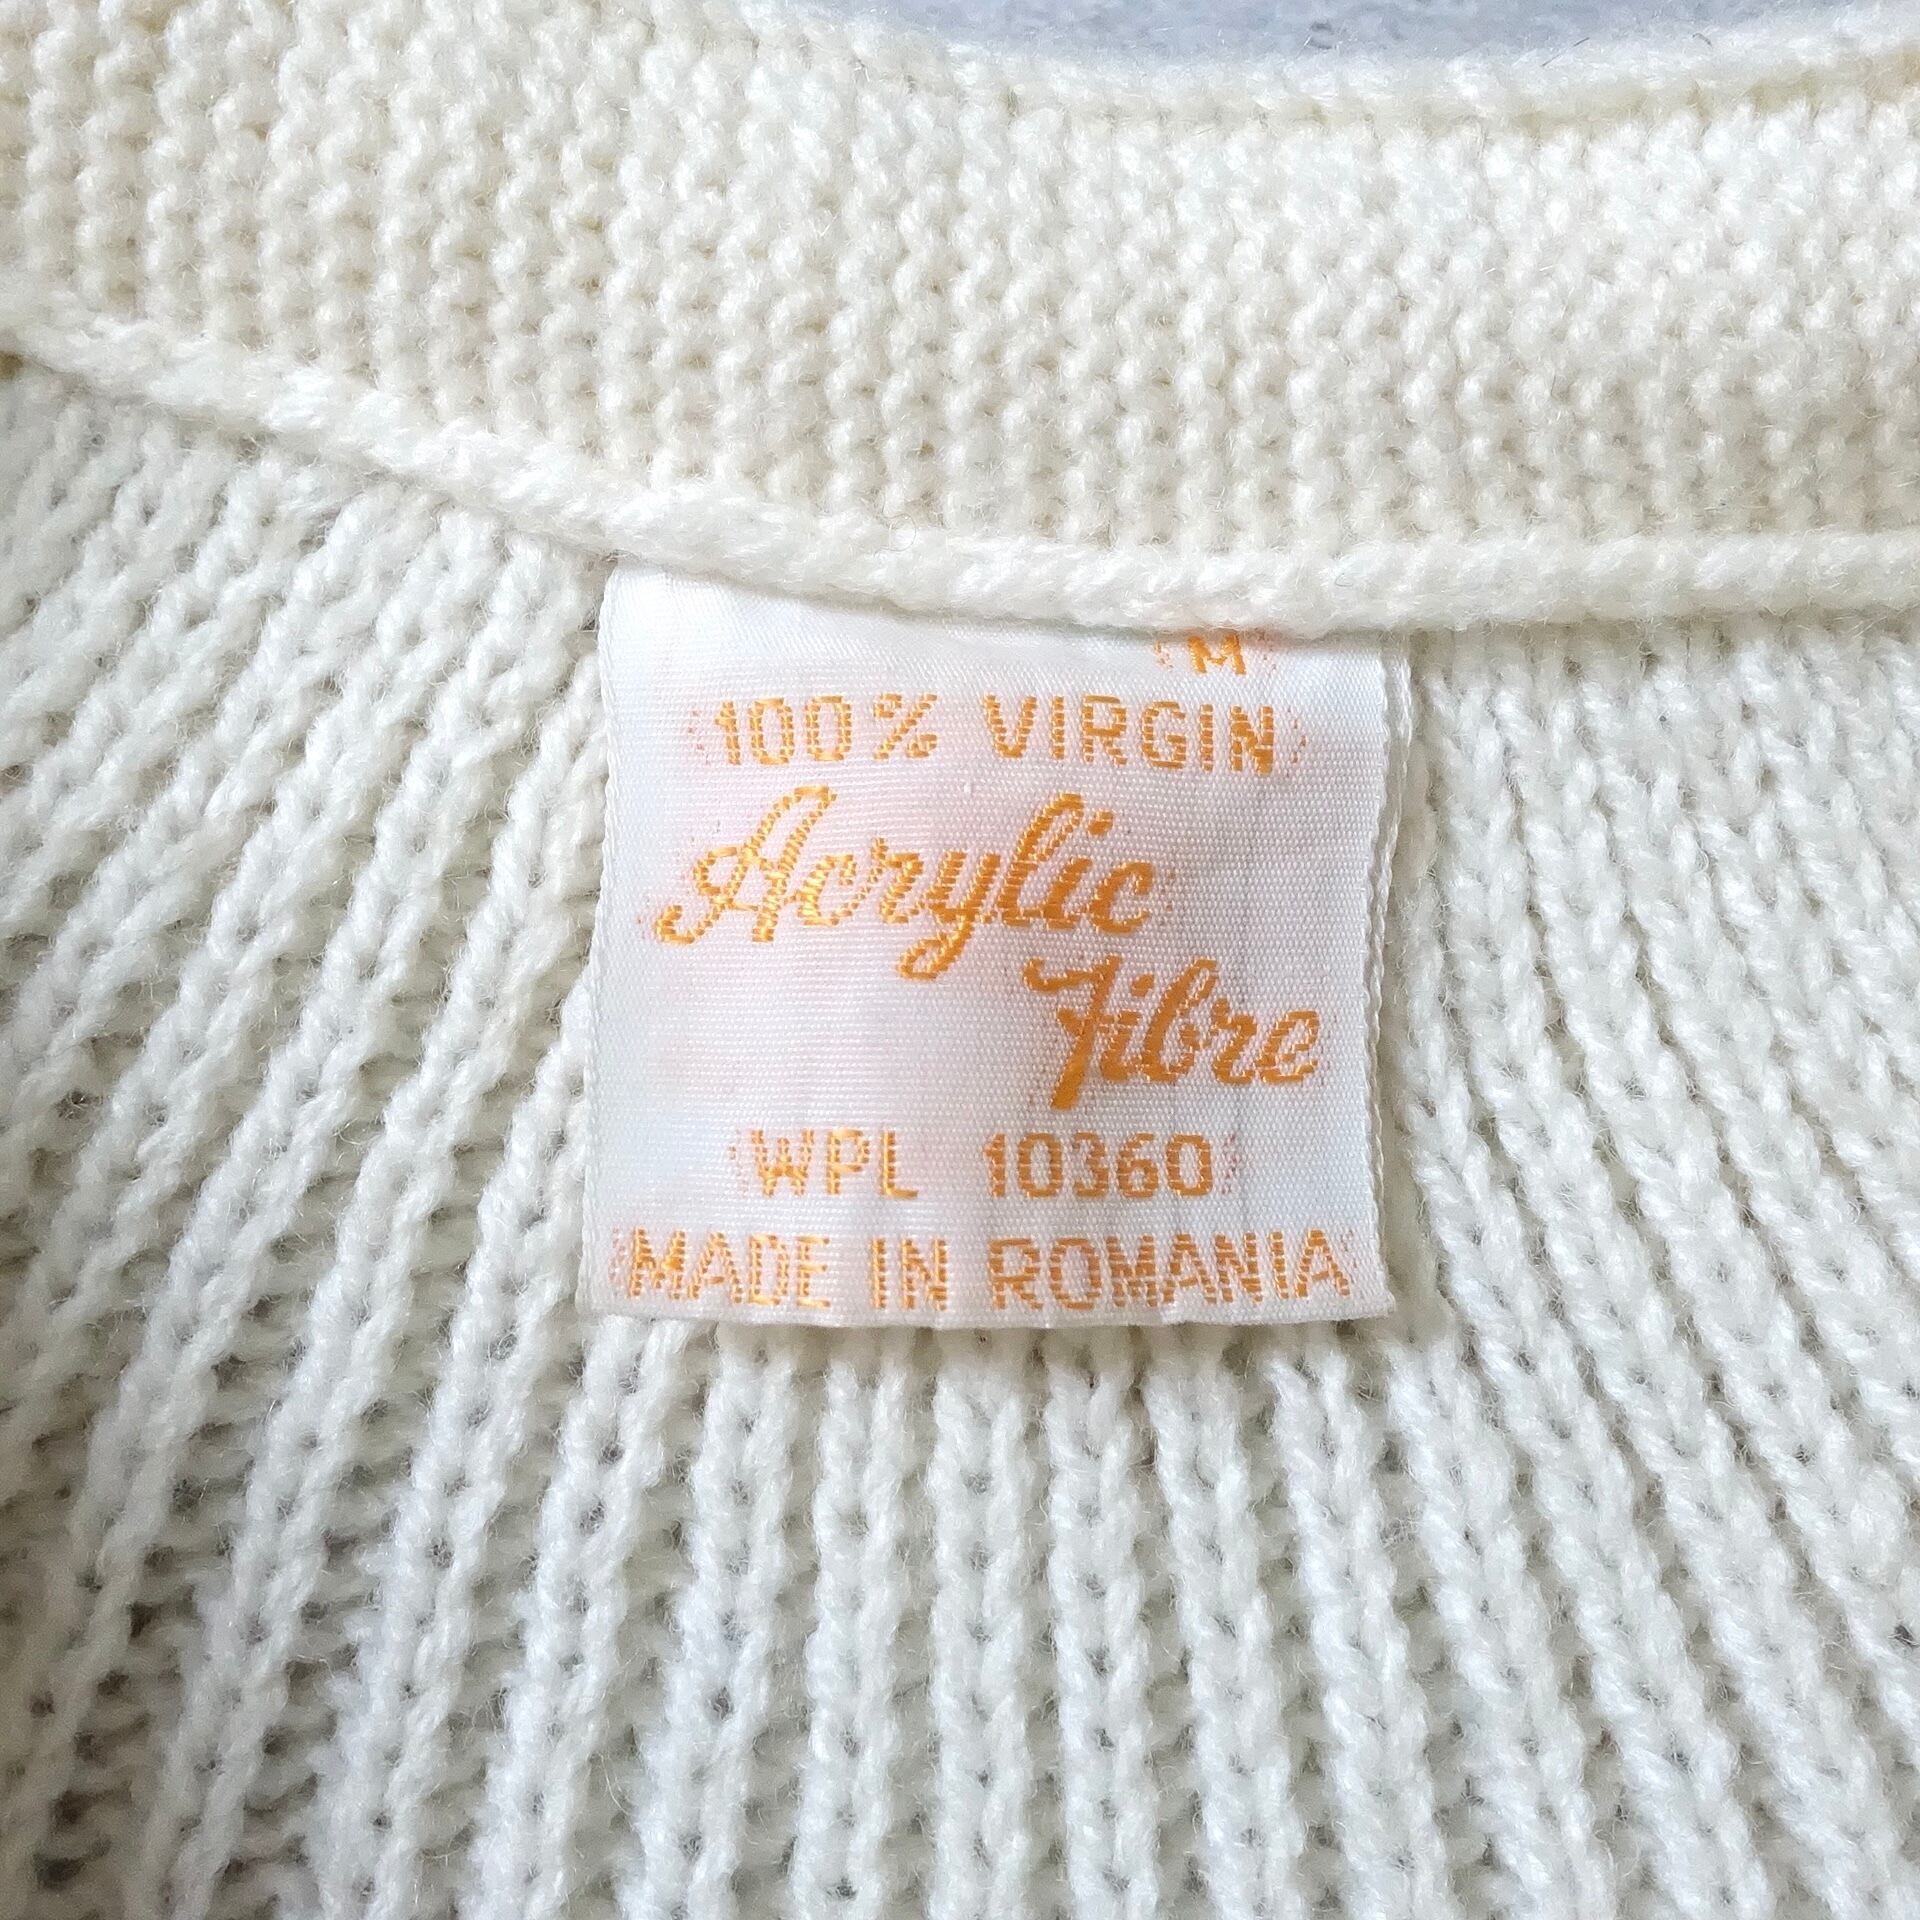 M
100% VIRGIN
Acrylic
Fibre
WPL 10360
MADE IN ROMANIA